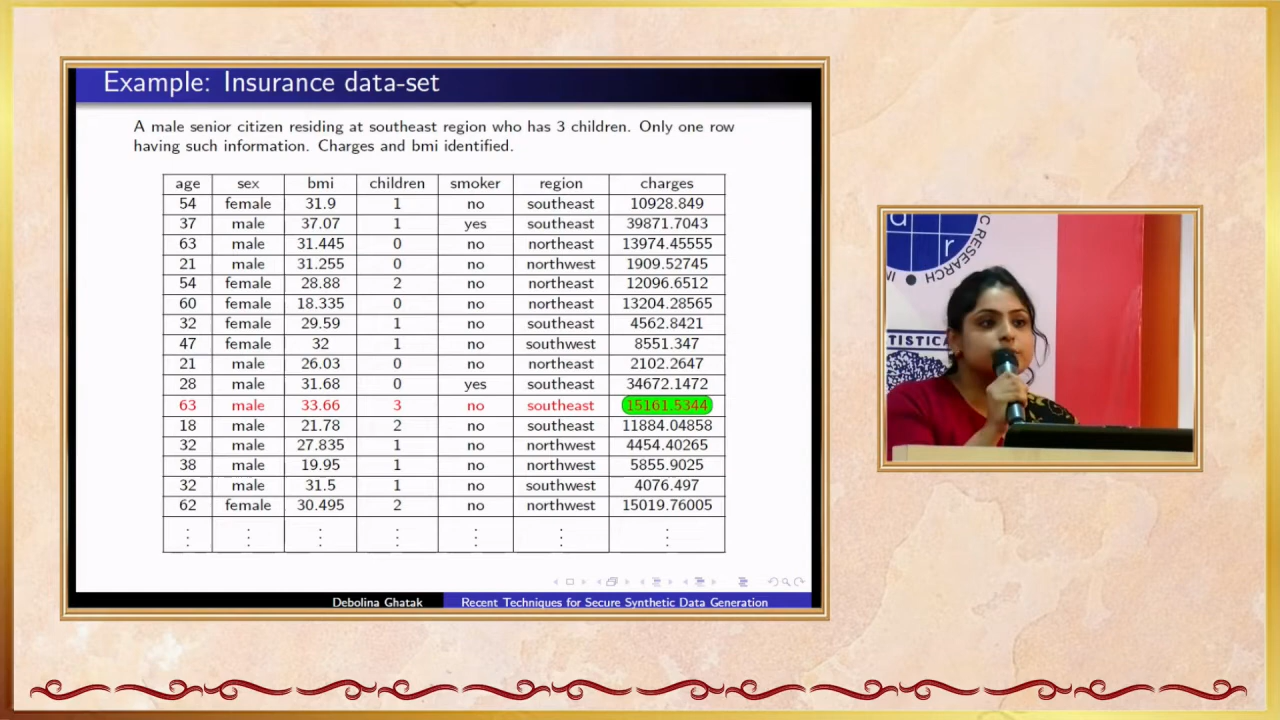 Example: Insurance data-set
A male senior citizen residing at southeast region who has 3 children. Only one row
having such information. Charges and bmi identified.
age sex bmi children smoker region charges
54 female 31.9 1 no southeast 10928.849
37 male 37.07 1 yes southeast 39871.7043
63 male 31.445 0 no northeast 13974.45555
21 male 31.255 0 no northwest 1909.52745
54 female 28.88 2 no northeast 12096.6512
60 female 18.335 0 no northeast 13204.28565
32 female 29.59 1 no southeast 4562.8421
47 female 32 1 no southwest 8551.347
21 male 26.03 0 no northeast 2102.2647
28 male 31.68 0 yes southeast 34672.1472
63 male 33.66 3 no southeast 15161.5344
18 male 21.78 2 no southeast 11884.04858
32 male 27.835 1 no northwest 4454.40265
38 male 19.95 1 no northwest 5855.9025
32 male 31.5 1 no southwest 4076.497
62 female 30.495 2 no northwest 15019.76005
Debolina Ghatak Recent Techniques for Secure Synthetic Data Generation
a r
C RESEARCH
IN
TISTICA